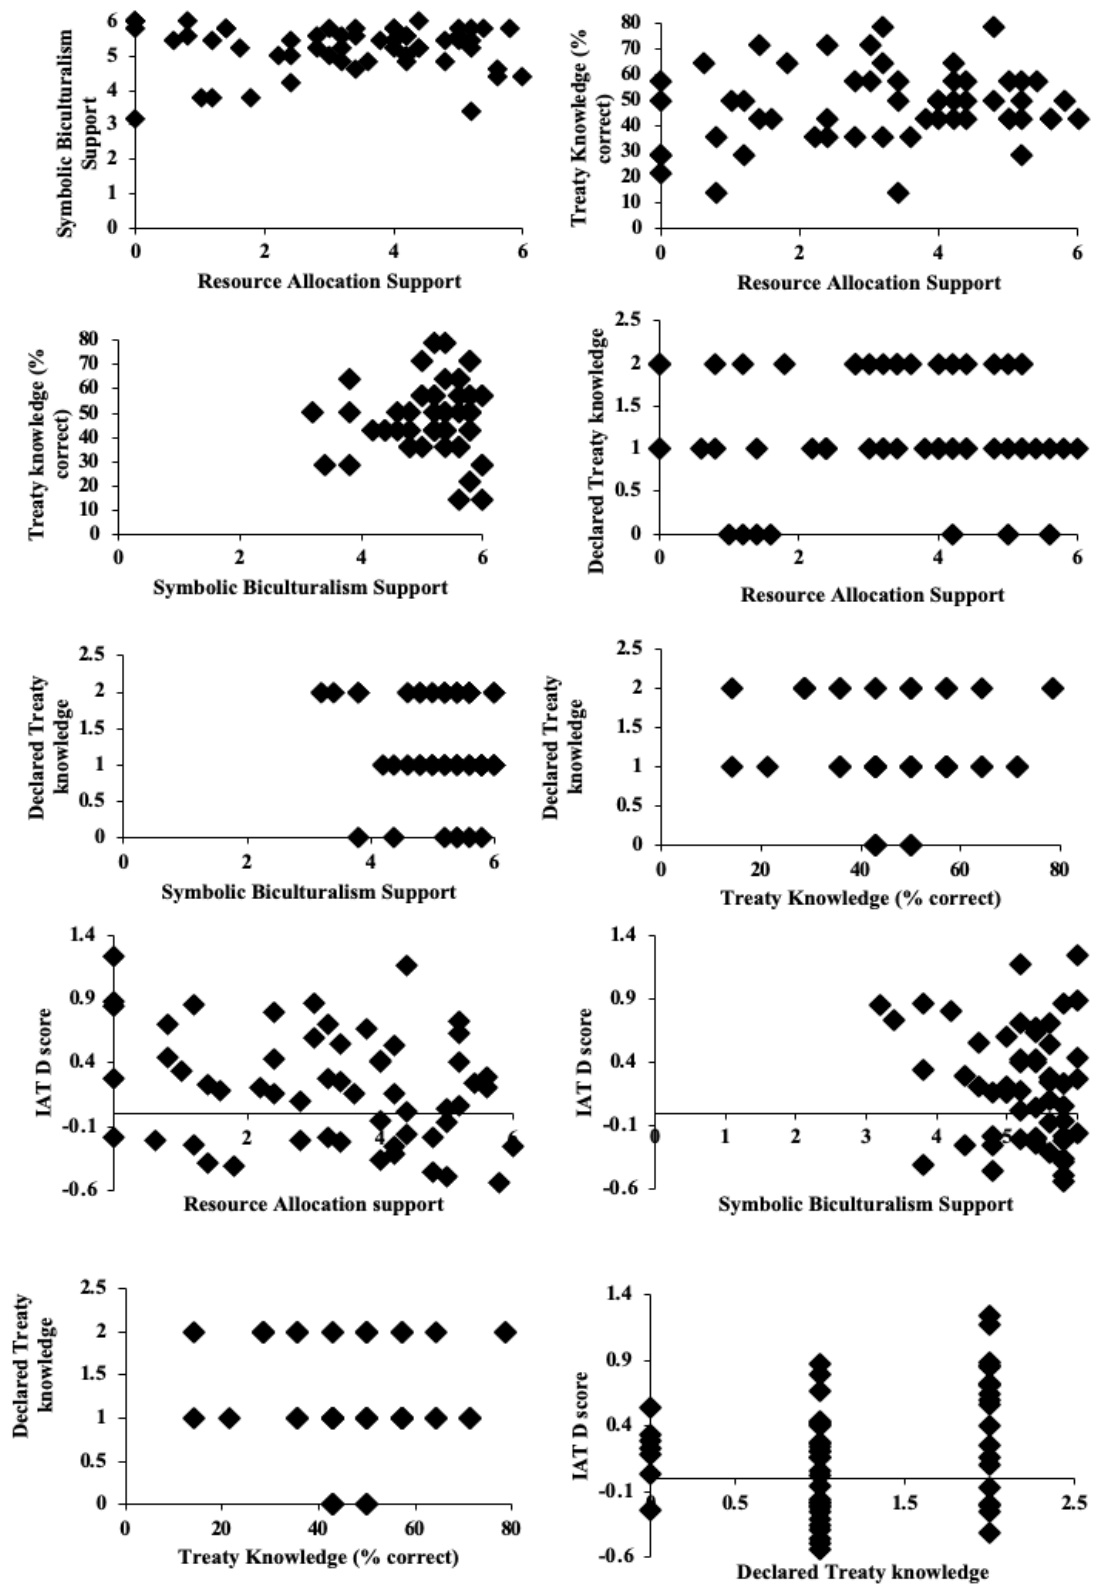 Symbolic Biculturalism
Support
6
5
4
3
2
1
0
0 2 4 6
Resource Allocation Support
Treaty Knowledge (%
correct)
80
70
60
50
40
30
20
10
0
0 2 4 6
Resource Allocation Support
Treaty knowledge (%
correct)
80
70
60
50
40
30
20
10
0
0 2 4 6
Symbolic Biculturalism Support
Declared Treaty knowledge
2.5
2
1.5
1
0.5
0
0 2 4 6
Resource Allocation Support
Declared Treaty
knowledge
2.5
2
1.5
1
0.5
0
0 2 4 6
Symbolic Biculturalism Support
Declared Treaty
knowledge
2.5
2
1.5
1
0.5
0
0 20 40 60 80
Treaty Knowledge (% correct)
IAT D score
1.4
0.9
0.4
-0.1
-0.6
2 4 6
Resource Allocation support
IAT D score
1.4
0.9
0.4
-0.1
-0.6
0 1 2 3 4 5
Symbolic Biculturalism Support
Declared Treaty
knowledge
2.5
2
1.5
1
0.5
0
0 20 40 60 80
Treaty Knowledge (% correct)
IAT D score
1.4
0.9
0.4
-0.1
-0.6
0.5 1.5 2.5
Declared Treaty knowledge